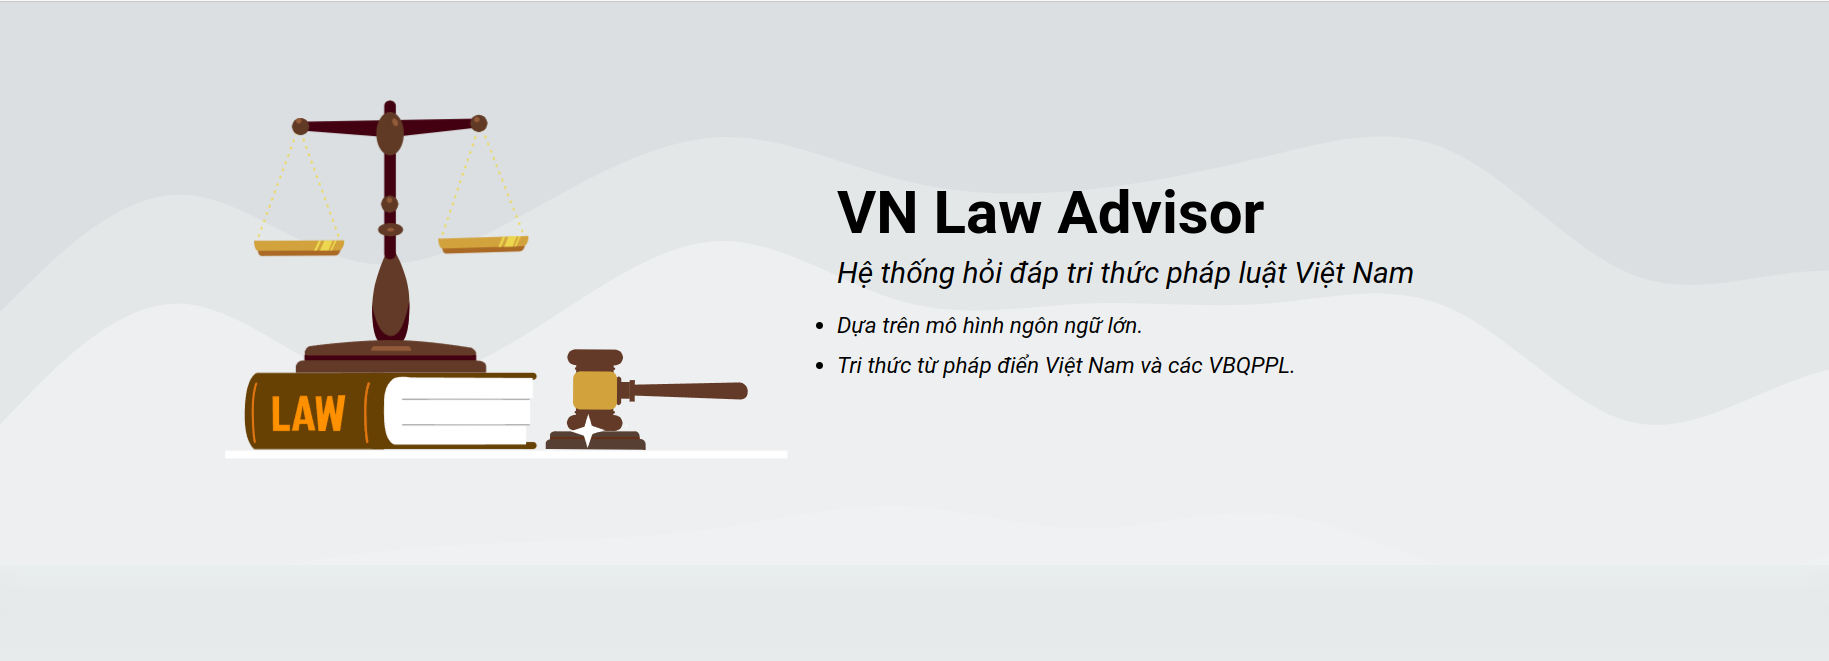 LAW
VN Law Advisor
Hệ thống hỏi đáp tri thức pháp luật Việt Nam
• Dựa trên mô hình ngôn ngữ lớn.
• Tri thức từ pháp điển Việt Nam và các VBQPPL.